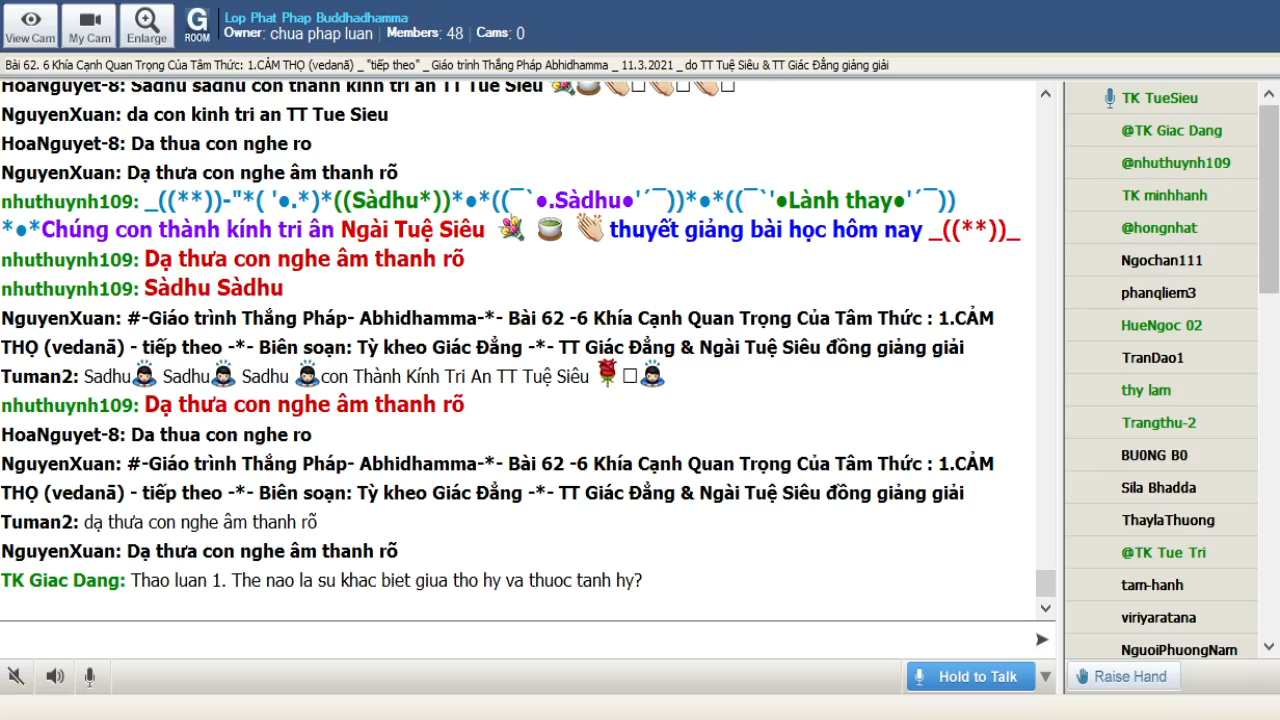 View Cam
My Cam
Enlarge
G ROOM
Lop Phat Phap Buddhadhamma
Owner: chua phap luan | Members: 48 | Cams: 0
Bài 62. 6 Khía Cạnh Quan Trọng Của Tâm Thức: 1.CẢM THỌ (vedanā) _ "tiếp theo" _ Giáo trình Thắng Pháp Abhidhamma _ 11.3.2021 _ do TT Tuệ Siêu & TT Giác Đẳng giảng giải
HoaNguyet-8: Sadhu sadhu con thanh kinh tri an TT Tue Sieu
NguyenXuan: da con kinh tri an TT Tue Sieu
HoaNguyet-8: Da thua con nghe ro
NguyenXuan: Dạ thưa con nghe âm thanh rõ
nhuthuynh109: _((**))-"*( '●.*)*((Sàdhu*))*●*((¯`●.Sàdhu●'´¯))*●*((¯`'●Lành thay●'´¯))
*●*Chúng con thành kính tri ân Ngài Tuệ Siêu thuyết giảng bài học hôm nay _((**))_
nhuthuynh109: Dạ thưa con nghe âm thanh rõ
nhuthuynh109: Sàdhu Sàdhu
NguyenXuan: #-Giáo trình Thắng Pháp- Abhidhamma-*- Bài 62 -6 Khía Cạnh Quan Trọng Của Tâm Thức : 1.CẢM
THỌ (vedanā) - tiếp theo -*- Biên soạn: Tỳ kheo Giác Đẳng -*- TT Giác Đẳng & Ngài Tuệ Siêu đồng giảng giải
Tuman2: Sadhu Sadhu Sadhu con Thành Kính Tri An TT Tuệ Siêu
nhuthuynh109: Dạ thưa con nghe âm thanh rõ
HoaNguyet-8: Da thua con nghe ro
NguyenXuan: #-Giáo trình Thắng Pháp- Abhidhamma-*- Bài 62 -6 Khía Cạnh Quan Trọng Của Tâm Thức : 1.CẢM
THỌ (vedanā) - tiếp theo -*- Biên soạn: Tỳ kheo Giác Đẳng -*- TT Giác Đẳng & Ngài Tuệ Siêu đồng giảng giải
Tuman2: dạ thưa con nghe âm thanh rõ
NguyenXuan: Dạ thưa con nghe âm thanh rõ
TK Giac Dang: Thao luan 1. The nao la su khac biet giua tho hy va thuoc tanh hy?
TK TueSieu
@TK Giac Dang
@nhuthuynh109
TK minhhanh
@hongnhat
Ngochan111
phanqliem3
HueNgoc 02
TranDao1
thy lam
Trangthu-2
BU0NG B0
Sila Bhadda
ThaylaThuong
@TK Tue Tri
tam-hanh
viriyaratana
NguoiPhuongNam
Hold to Talk
Raise Hand